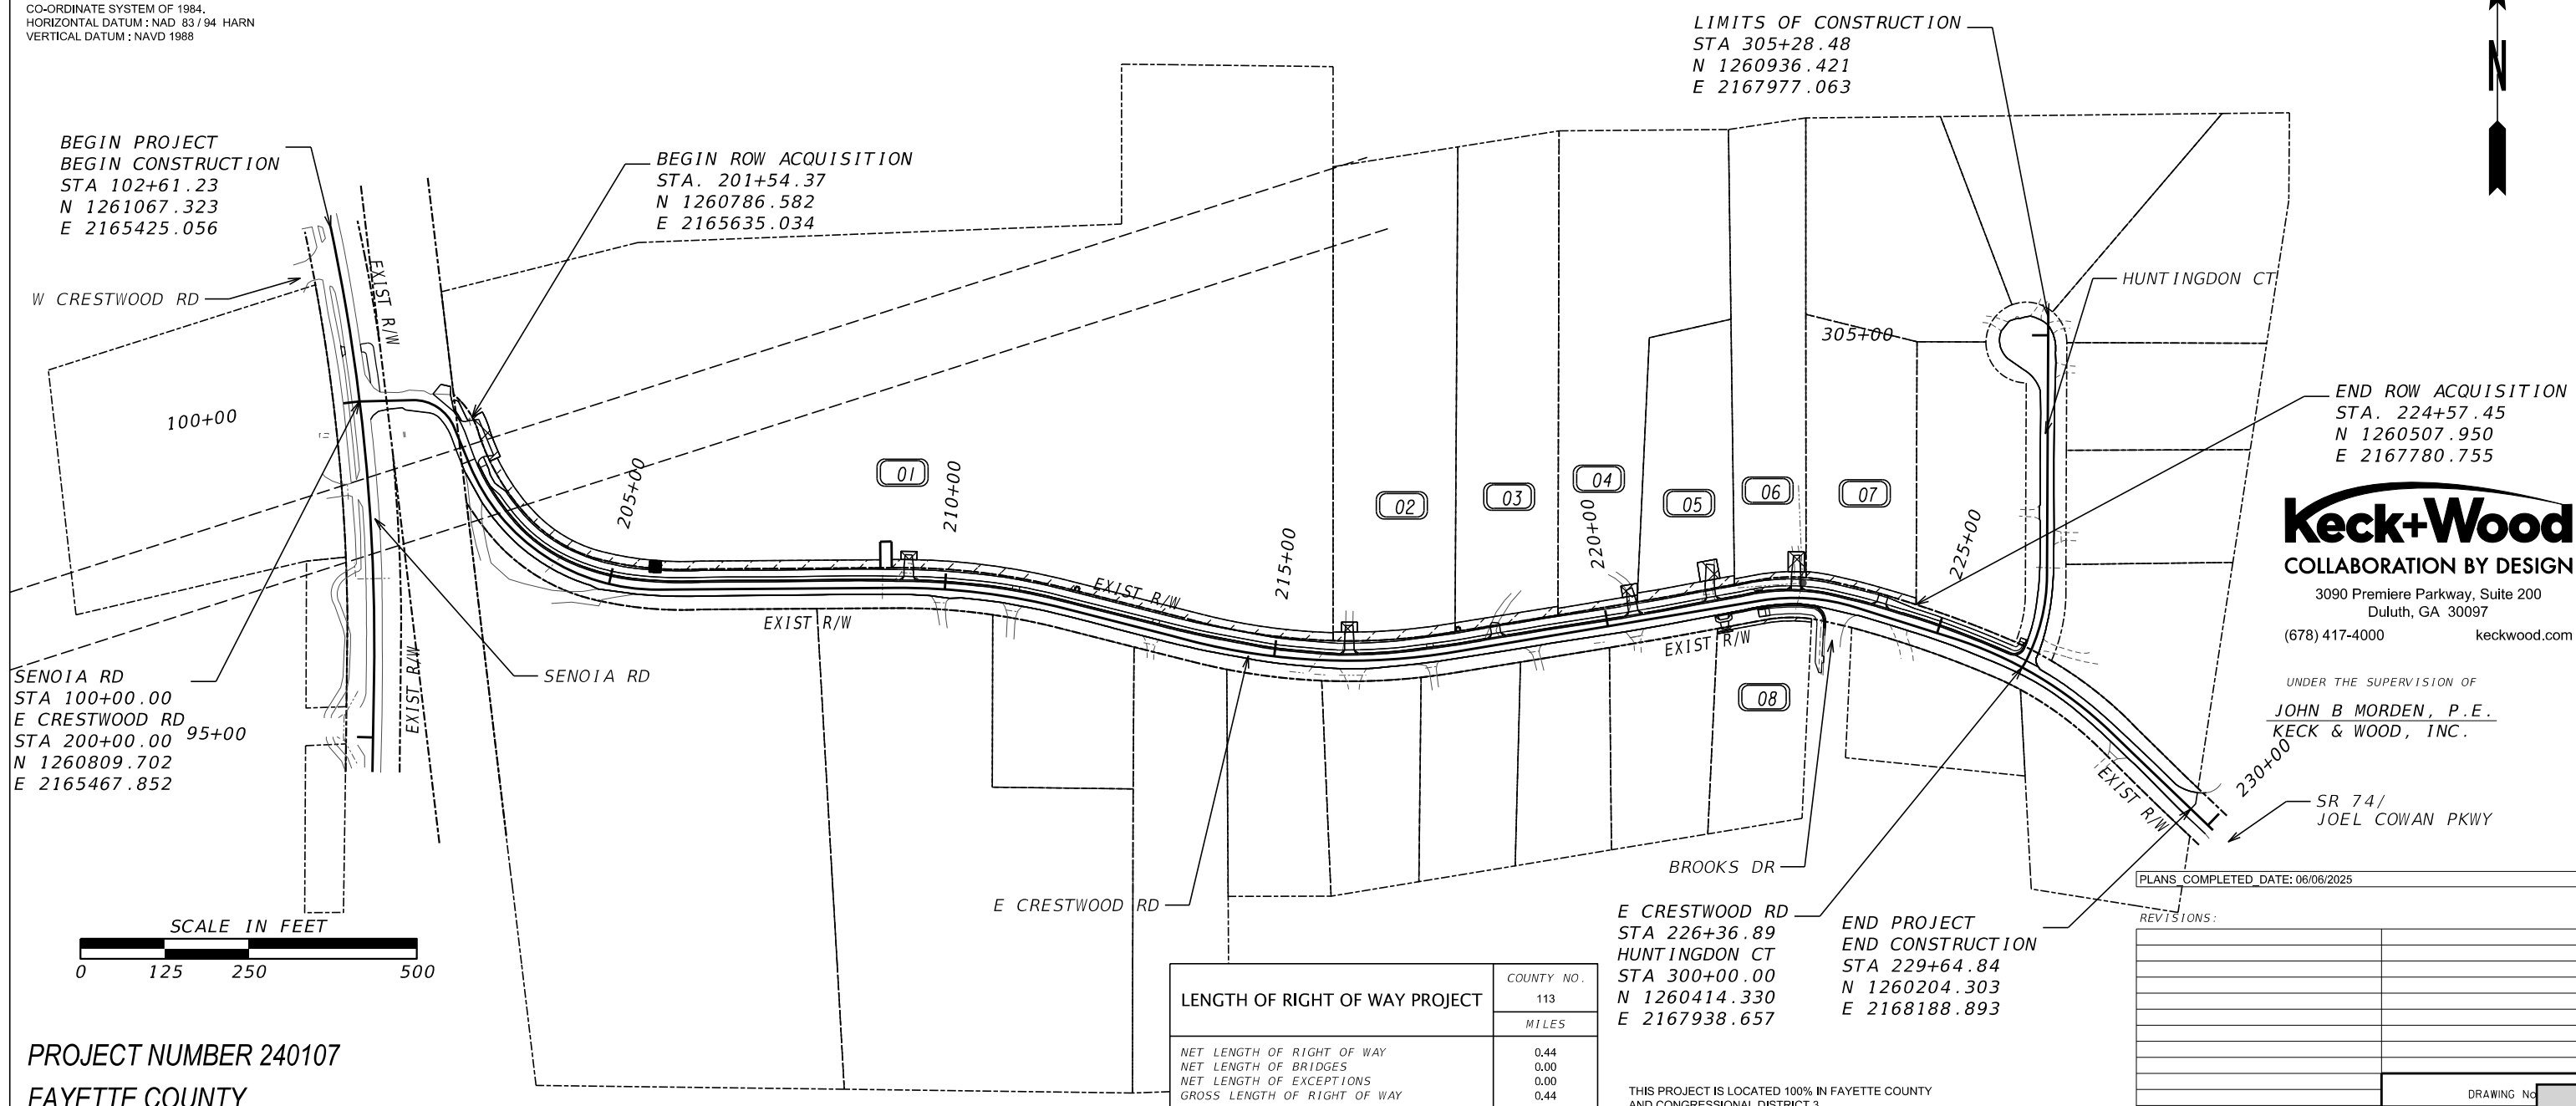 CO-ORDINATE SYSTEM OF 1984.
HORIZONTAL DATUM : NAD 83 / 94 HARN
VERTICAL DATUM : NAVD 1988
LIMITS OF CONSTRUCTION
STA 305+28.48
N 1260936.421
E 2167977.063
N
BEGIN PROJECT
BEGIN CONSTRUCTION
STA 102+61.23
N 1261067.323
E 2165425.056
BEGIN ROW ACQUISITION
STA. 201+54.37
N 1260786.582
E 2165635.034
W CRESTWOOD RD
EXIST R/W
HUNTINGDON CT
305+00
100+00
END ROW ACQUISITION
STA. 224+57.45
N 1260507.950
E 2167780.755
205+00
01
210+00
215+00
02
03
04
220+00
05
06
07
225+00
Keck+Wood
COLLABORATION BY DESIGN
3090 Premiere Parkway, Suite 200
Duluth, GA 30097
(678) 417-4000 keckwood.com
EXIST R/W
EXIST R/W
EXIST R/W
EXIST R/W
SENOIA RD
STA 100+00.00
E CRESTWOOD RD
STA 200+00.00
N 1260809.702
E 2165467.852
95+00
SENOIA RD
08
UNDER THE SUPERVISION OF
JOHN B MORDEN, P.E.
KECK & WOOD, INC.
230+00
EXIST R/W
SR 74/
JOEL COWAN PKWY
BROOKS DR
E CRESTWOOD RD
PLANS_COMPLETED_DATE: 06/06/2025
REVISIONS:
SCALE IN FEET
0 125 250 500
E CRESTWOOD RD
STA 226+36.89
HUNTINGDON CT
STA 300+00.00
N 1260414.330
E 2167938.657
END PROJECT
END CONSTRUCTION
STA 229+64.84
N 1260204.303
E 2168188.893
LENGTH OF RIGHT OF WAY PROJECT
COUNTY NO.
113
MILES
NET LENGTH OF RIGHT OF WAY 0.44
NET LENGTH OF BRIDGES 0.00
NET LENGTH OF EXCEPTIONS 0.00
GROSS LENGTH OF RIGHT OF WAY 0.44
PROJECT NUMBER 240107
FAYETTE COUNTY
THIS PROJECT IS LOCATED 100% IN FAYETTE COUNTY
AND CONGRESSIONAL DISTRICT 3
DRAWING No